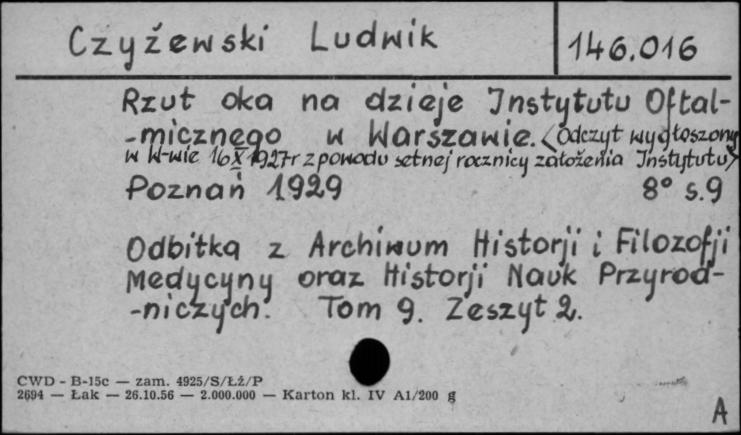 Czyżewski Ludwik
146.016
Rzut oka na dzieje Instytutu Oftal-
-micznego w Warszawie. <Odczyt wygłoszony
w W-wie 16 X 1927r z powodu setnej rocznicy założenia Instytutu>
Poznań 1929 8° s.9
Odbitka z Archiwum Historji i Filozofji
Medycyny oraz Historji Nauk Przyrod-
-niczych. Tom 9. Zeszyt 2.
CWD - B-15c — zam. 4925/S/Łź/P
2694 — Łak — 26.10.56 — 2.000.000 — Karton kl. IV A1/200 g
A